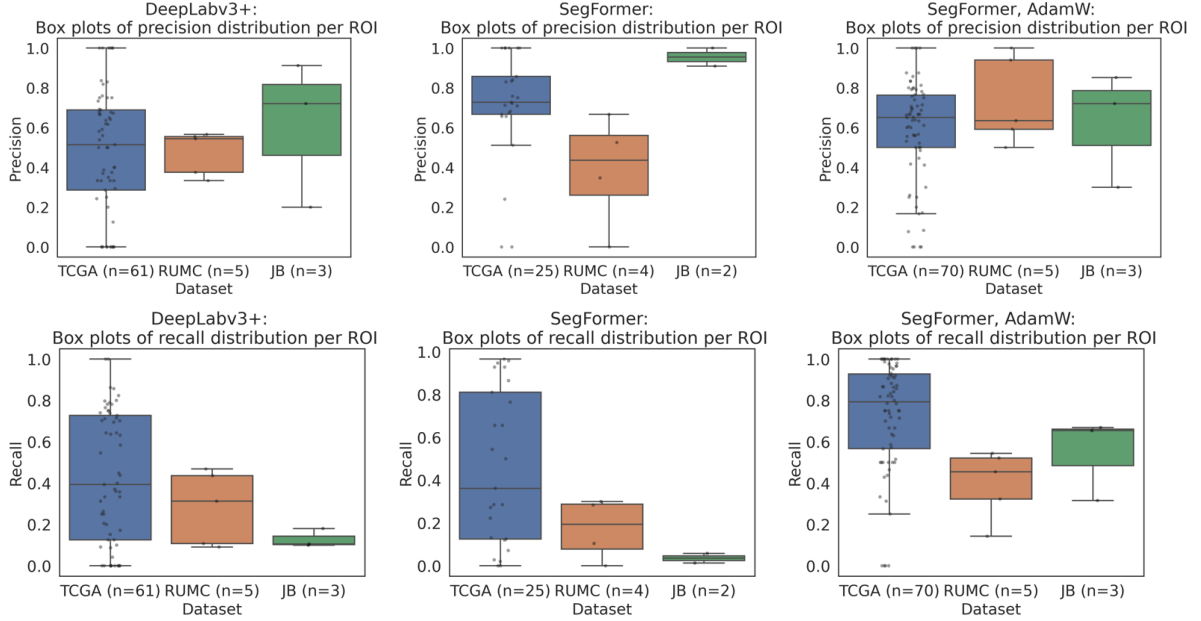 DeepLabv3+:
Box plots of precision distribution per ROI
1.0
0.8
0.6
0.4
0.2
0.0
Precision
TCGA (n=61) RUMC (n=5) JB (n=3)
Dataset
SegFormer:
Box plots of precision distribution per ROI
1.0
0.8
0.6
0.4
0.2
0.0
Precision
TCGA (n=25) RUMC (n=4) JB (n=2)
Dataset
SegFormer, AdamW:
Box plots of precision distribution per ROI
1.0
0.8
0.6
0.4
0.2
0.0
Precision
TCGA (n=70) RUMC (n=5) JB (n=3)
Dataset
DeepLabv3+:
Box plots of recall distribution per ROI
1.0
0.8
0.6
0.4
0.2
0.0
Recall
TCGA (n=61) RUMC (n=5) JB (n=3)
Dataset
SegFormer:
Box plots of recall distribution per ROI
1.0
0.8
0.6
0.4
0.2
0.0
Recall
TCGA (n=25) RUMC (n=4) JB (n=2)
Dataset
SegFormer, AdamW:
Box plots of recall distribution per ROI
1.0
0.8
0.6
0.4
0.2
0.0
Recall
TCGA (n=70) RUMC (n=5) JB (n=3)
Dataset